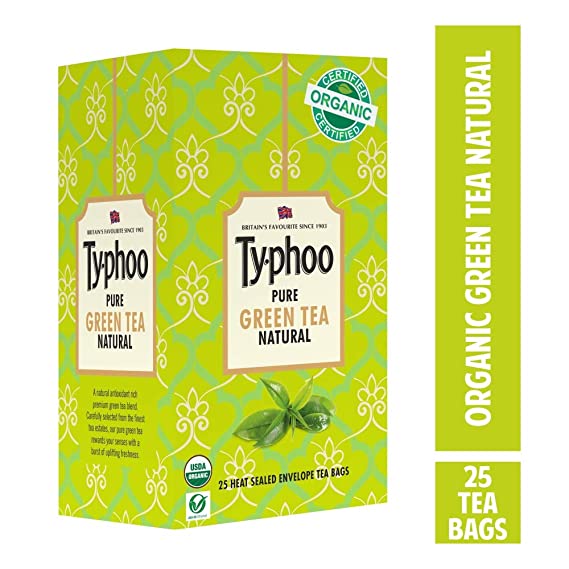 BRITAIN'S FAVOURITE SINCE 1903
Ty·phoo
PURE
GREEN TEA
NATURAL
A natural antioxidant rich
premium green tea blend.
Carefully selected from the finest
tea estates, our pure green tea
rewards your senses with a
burst of uplifting freshness.
CERTIFIED
ORGANIC
CERTIFIED
BRITAIN'S FAVOURITE SINCE 1903
Ty·phoo
PURE
GREEN TEA
NATURAL
USDA
ORGANIC
25 HEAT SEALED ENVELOPE TEA BAGS
ORGANIC GREEN TEA NATURAL
25
TEA
BAGS